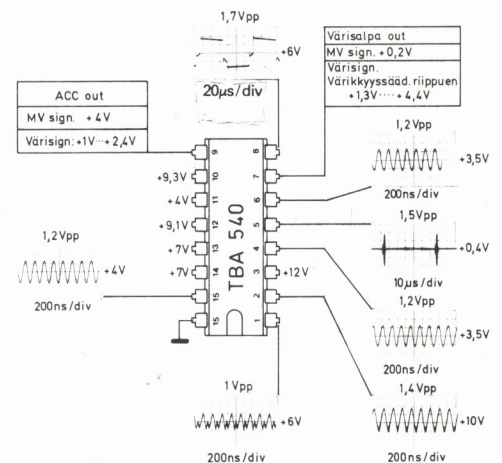 1,7Vpp
+6V
20µs/div
Värisalpa out
MV sign. +0,2V
Värisign.
Värikkyyssääd.riippuen
+1,3V····+4,4V
ACC out
MV sign. +4V
Värisign:+1V··+2,4V
TBA 540
9
10
11
12
13
14
15
15
8
7
6
5
4
3
2
1
+9,3V
+4V
+9,1V
+7V
+7V
+12V
1,2Vpp
+4V
200ns/div
1,2Vpp
+3,5V
200ns/div
1,5Vpp
+0,4V
10µs/div
1,2Vpp
+3,5V
200ns/div
1,4Vpp
+10V
200ns/div
1Vpp
+6V
200ns/div